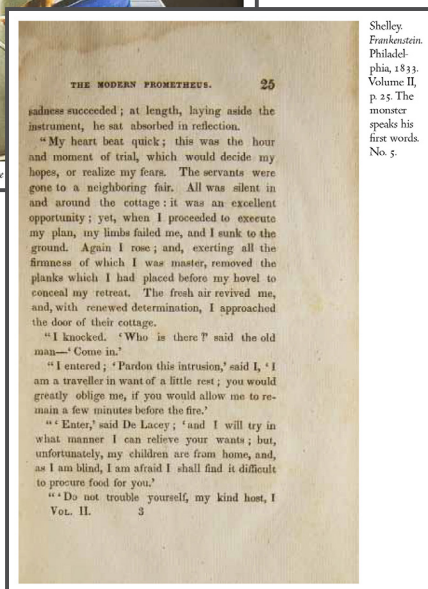 THE MODERN PROMETHEUS. 25
sadness succeeded; at length, laying aside the
instrument, he sat absorbed in reflection.
"My heart beat quick; this was the hour
and moment of trial, which would decide my
hopes, or realize my fears. The servants were
gone to a neighboring fair. All was silent in
and around the cottage: it was an excellent
opportunity; yet, when I proceeded to execute
my plan, my limbs failed me, and I sunk to the
ground. Again I rose; and, exerting all the
firmness of which I was master, removed the
planks which I had placed before my hovel to
conceal my retreat. The fresh air revived me,
and, with renewed determination, I approached
the door of their cottage.
"I knocked. 'Who is there?' said the old
man—'Come in.'
"I entered; 'Pardon this intrusion,' said I, 'I
am a traveller in want of a little rest; you would
greatly oblige me, if you would allow me to re-
main a few minutes before the fire.'
"'Enter,' said De Lacey; 'and I will try in
what manner I can relieve your wants; but,
unfortunately, my children are from home, and,
as I am blind, I am afraid I shall find it difficult
to procure food for you.'
"'Do not trouble yourself, my kind host, I
VOL. II. 3
Shelley.
Frankenstein.
Philadel-
phia, 1833.
Volume II,
p. 25. The
monster
speaks his
first words.
No. 5.